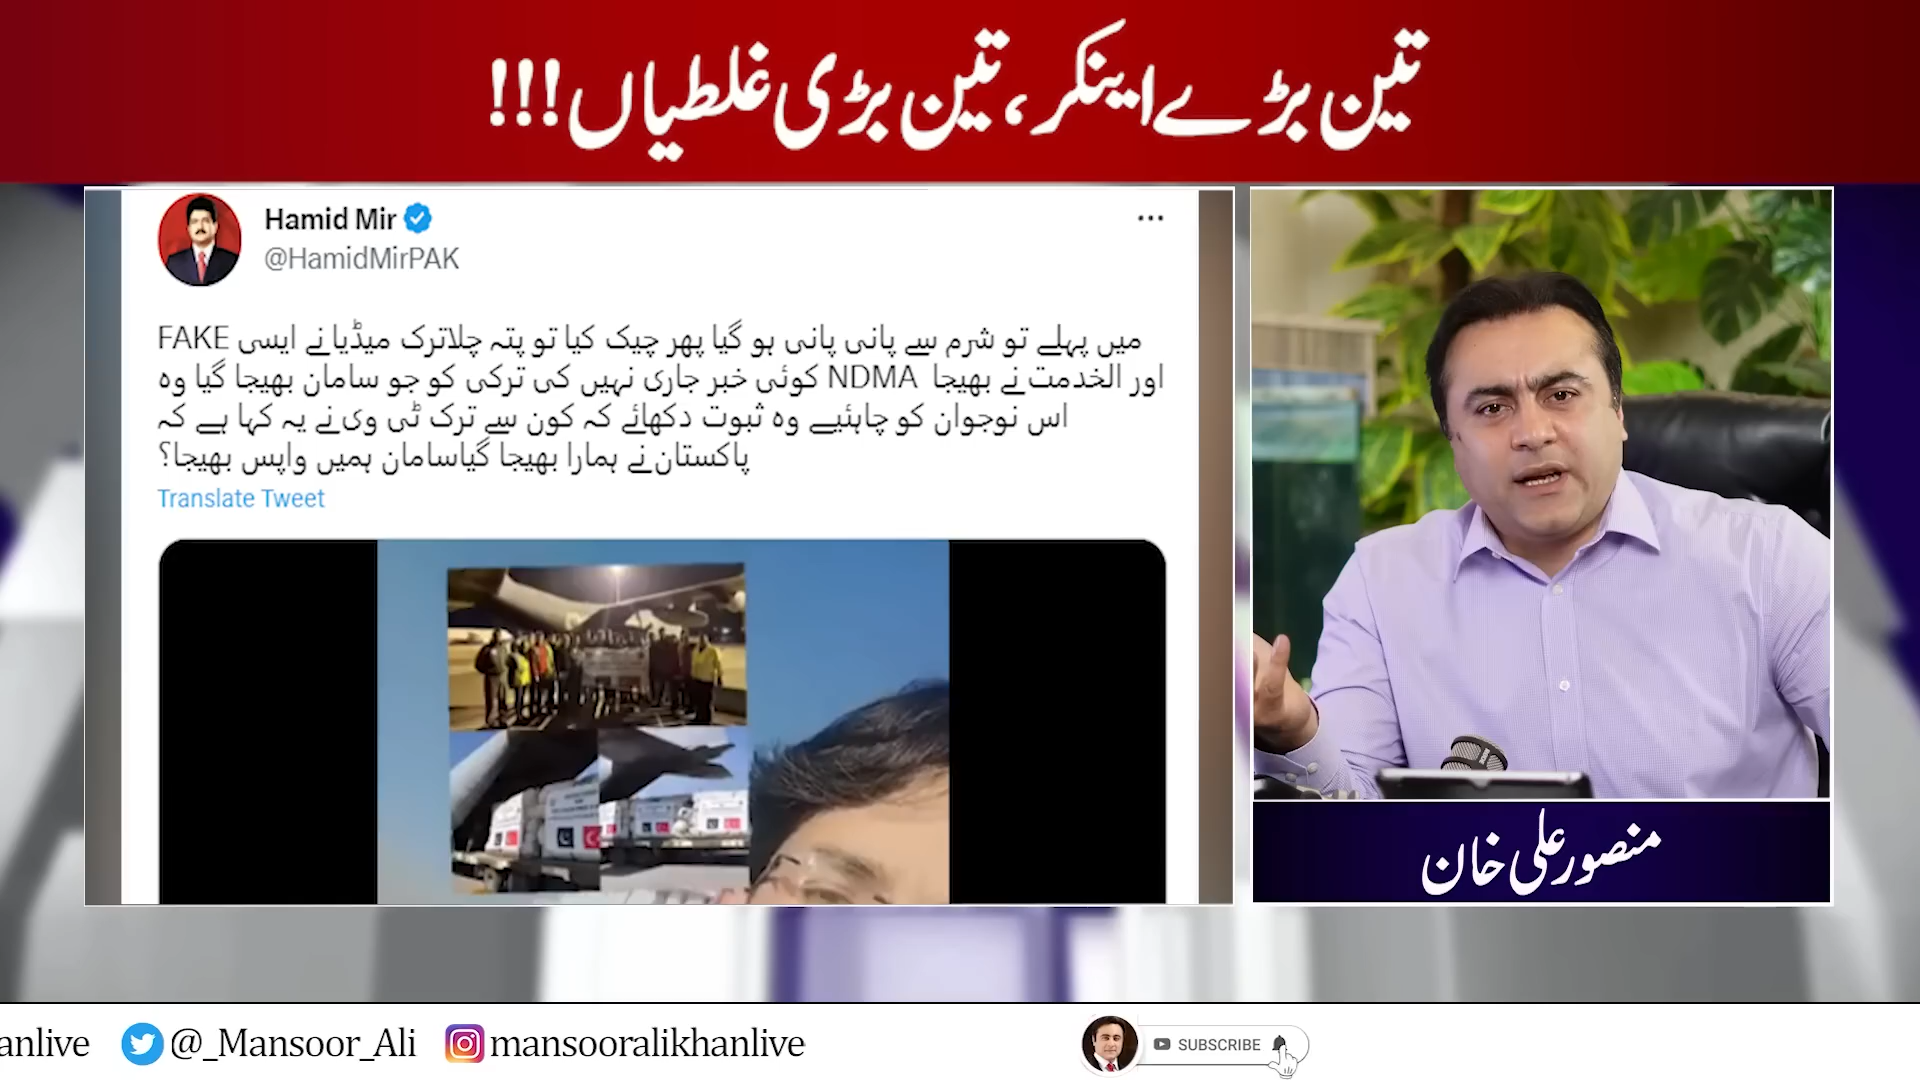 تین بڑے اینکر، تین بڑی غلطیاں!!!
Hamid Mir
@HamidMirPAK
میں پہلے تو شرم سے پانی پانی ہو گیا پھر چیک کیا تو پتہ چلاترک میڈیا نے ایسی FAKE
کوئی خبر جاری نہیں کی ترکی کو جو سامان بھیجا گیا وہ NDMA اور الخدمت نے بھیجا
اس نوجوان کو چاہئیے وہ ثبوت دکھائے کہ کون سے ترک ٹی وی نے یہ کہا ہے کہ
پاکستان نے ہمارا بھیجا گیاسامان ہمیں واپس بھیجا؟
Translate Tweet
منصور علی خان
anlive @_Mansoor_Ali mansooralikhanlive SUBSCRIBE